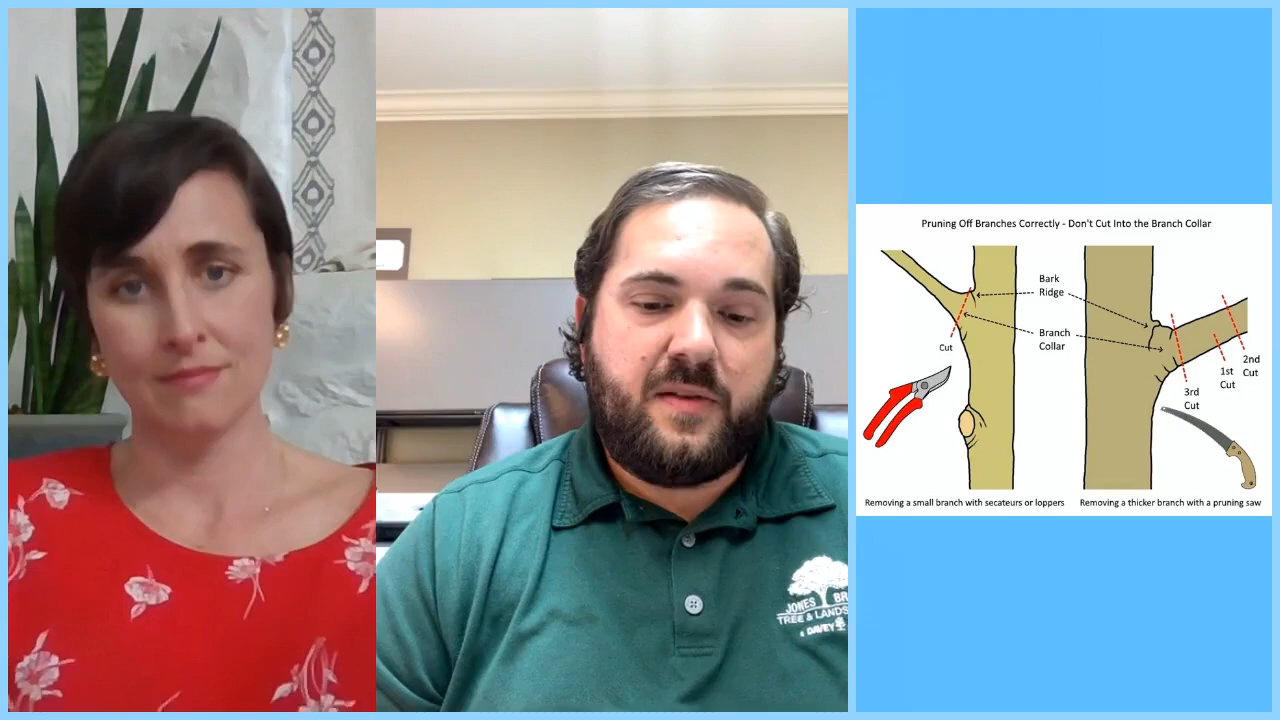 Pruning Off Branches Correctly - Don't Cut Into the Branch Collar
Bark
Ridge
Branch
Collar
Cut
1st
Cut
2nd
Cut
3rd
Cut
Removing a small branch with secateurs or loppers
Removing a thicker branch with a pruning saw
JONES BR
TREE & LANDS
DAVEY